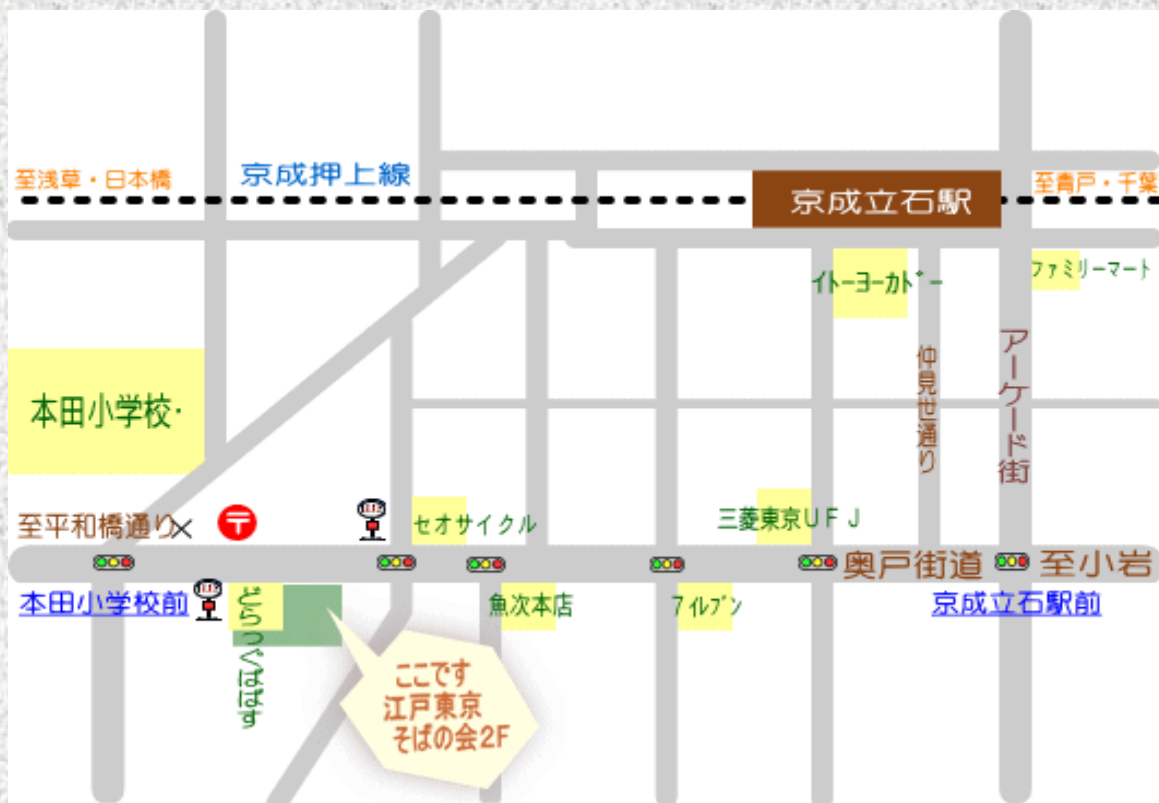 京成押上線
至浅草・日本橋
京成立石駅
至青戸・千葉
イトーヨーカドー
ファミリーマート
仲見世通り
アーケード街
本田小学校・
至平和橋通り×
〒
セオサイクル
三菱東京UFJ
奥戸街道
至小岩
本田小学校前
どらっぐぱぱす
魚次本店
7イレブン
京成立石駅前
ここです
江戸東京
そばの会2F